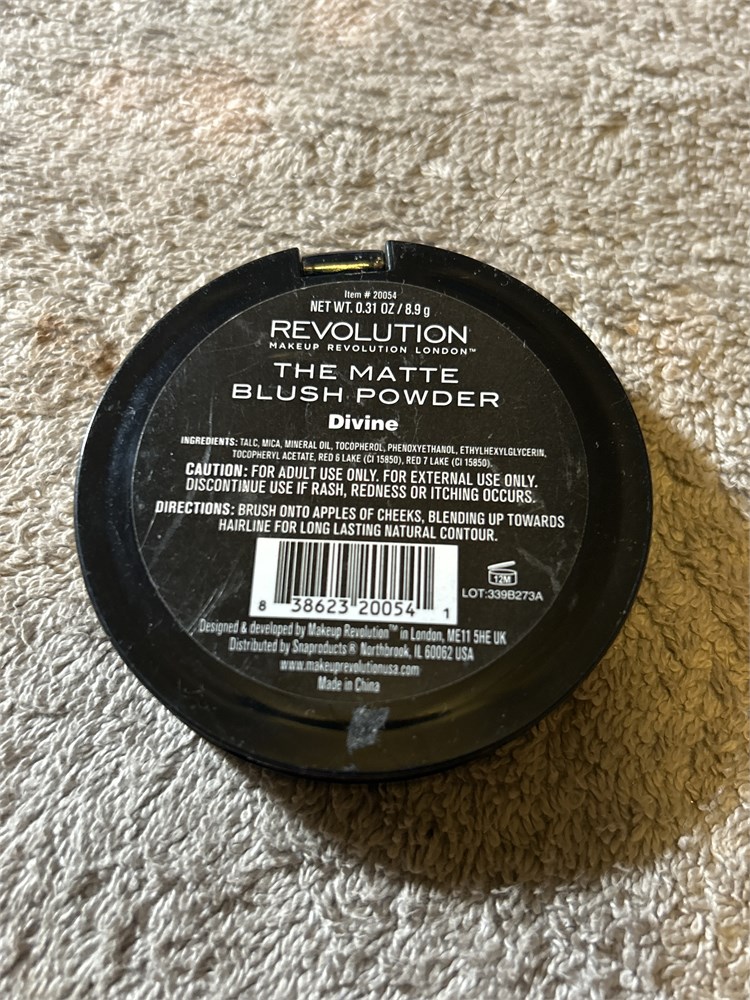 Item # 20054
NET WT. 0.31 OZ / 8.9 g
REVOLUTION
MAKEUP REVOLUTION LONDON™
THE MATTE
BLUSH POWDER
Divine
INGREDIENTS: TALC, MICA, MINERAL OIL, TOCOPHEROL, PHENOXYETHANOL, ETHYLHEXYLGLYCERIN,
TOCOPHERYL ACETATE, RED 6 LAKE (CI 15850), RED 7 LAKE (CI 15850).
CAUTION: FOR ADULT USE ONLY. FOR EXTERNAL USE ONLY.
DISCONTINUE USE IF RASH, REDNESS OR ITCHING OCCURS.
DIRECTIONS: BRUSH ONTO APPLES OF CHEEKS, BLENDING UP TOWARDS
HAIRLINE FOR LONG LASTING NATURAL CONTOUR.
12M
LOT:339B273A
8 38623 20054 1
Designed & developed by Makeup Revolution™ in London, ME11 5HE UK
Distributed by Snaproducts® Northbrook, IL 60062 USA
www.makeuprevolutionusa.com
Made in China